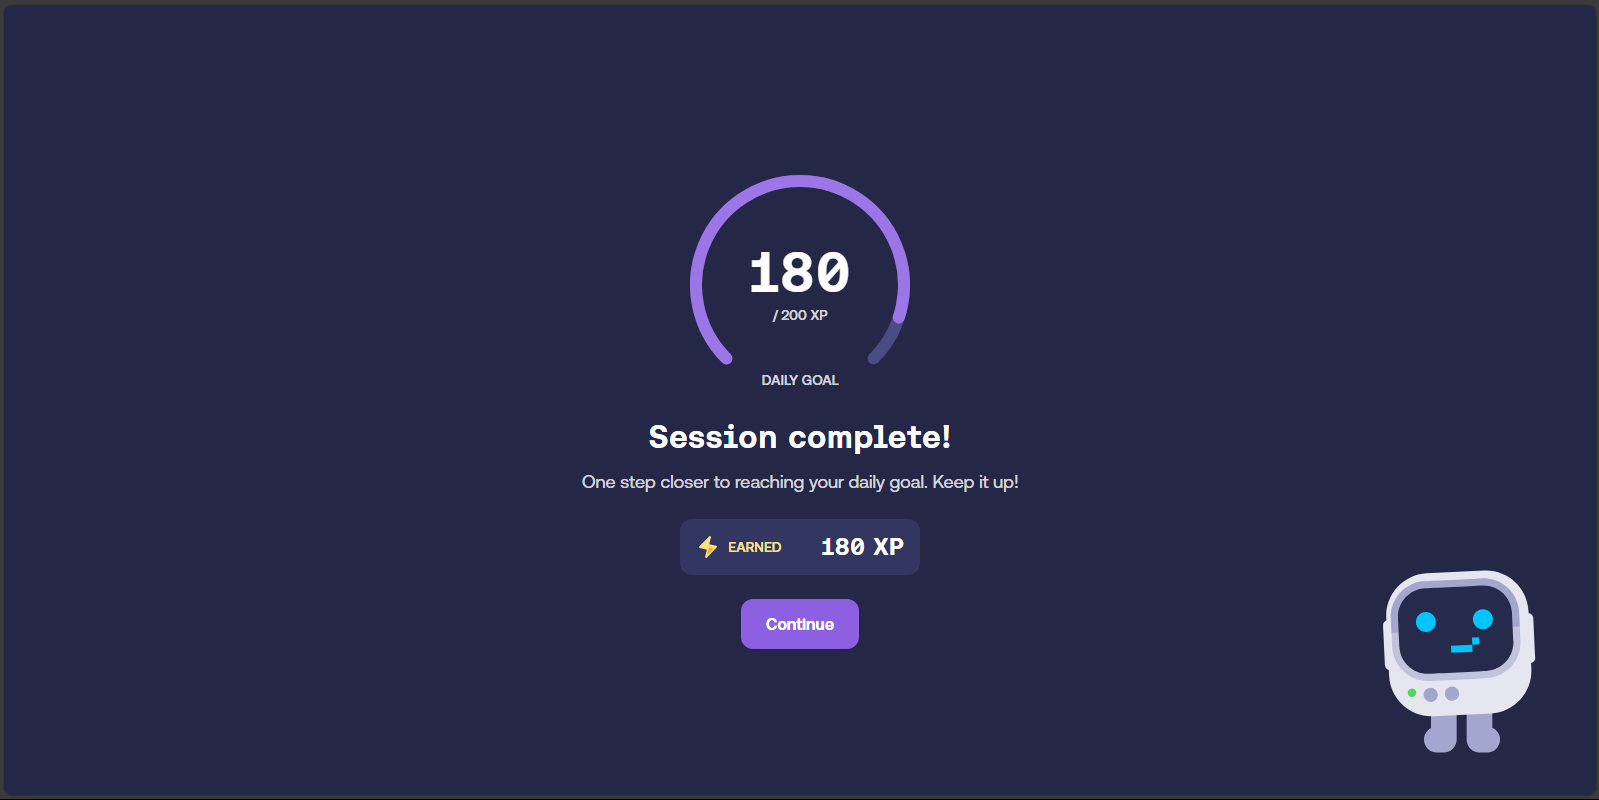 180
/ 200 XP
DAILY GOAL
Session complete!
One step closer to reaching your daily goal. Keep it up!
EARNED 180 XP
Continue